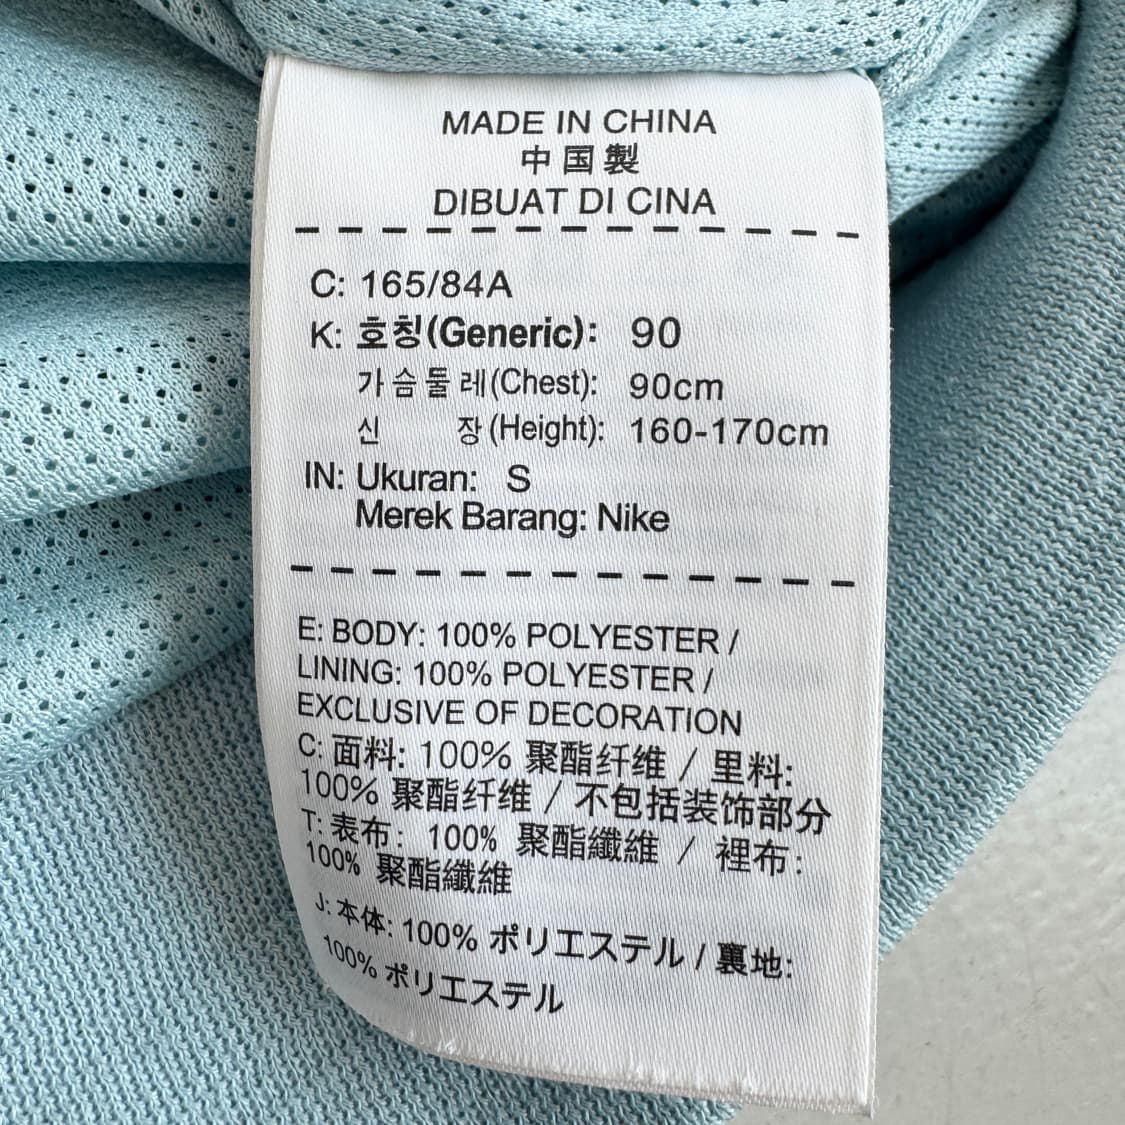 MADE IN CHINA
中国製
DIBUAT DI CINA
C: 165/84A
K: 호칭(Generic): 90
가슴둘레(Chest): 90cm
신 장(Height): 160-170cm
IN: Ukuran: S
Merek Barang: Nike
E: BODY: 100% POLYESTER /
LINING: 100% POLYESTER /
EXCLUSIVE OF DECORATION
C: 面料: 100% 聚酯纤维 / 里料:
100% 聚酯纤维 / 不包括装饰部分
T: 表布: 100% 聚酯纖維 / 裡布:
100% 聚酯纖維
J: 本体: 100% ポリエステル / 裏地:
100% ポリエステル